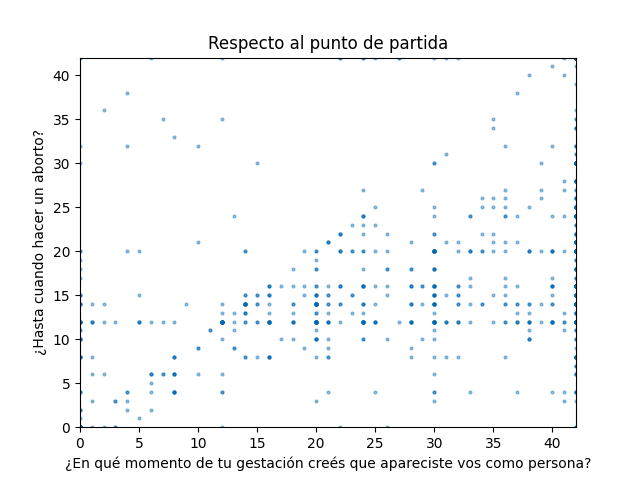 Respecto al punto de partida
¿Hasta cuando hacer un aborto?
40
35
30
25
20
15
10
5
0
0 5 10 15 20 25 30 35 40
¿En qué momento de tu gestación creés que apareciste vos como persona?